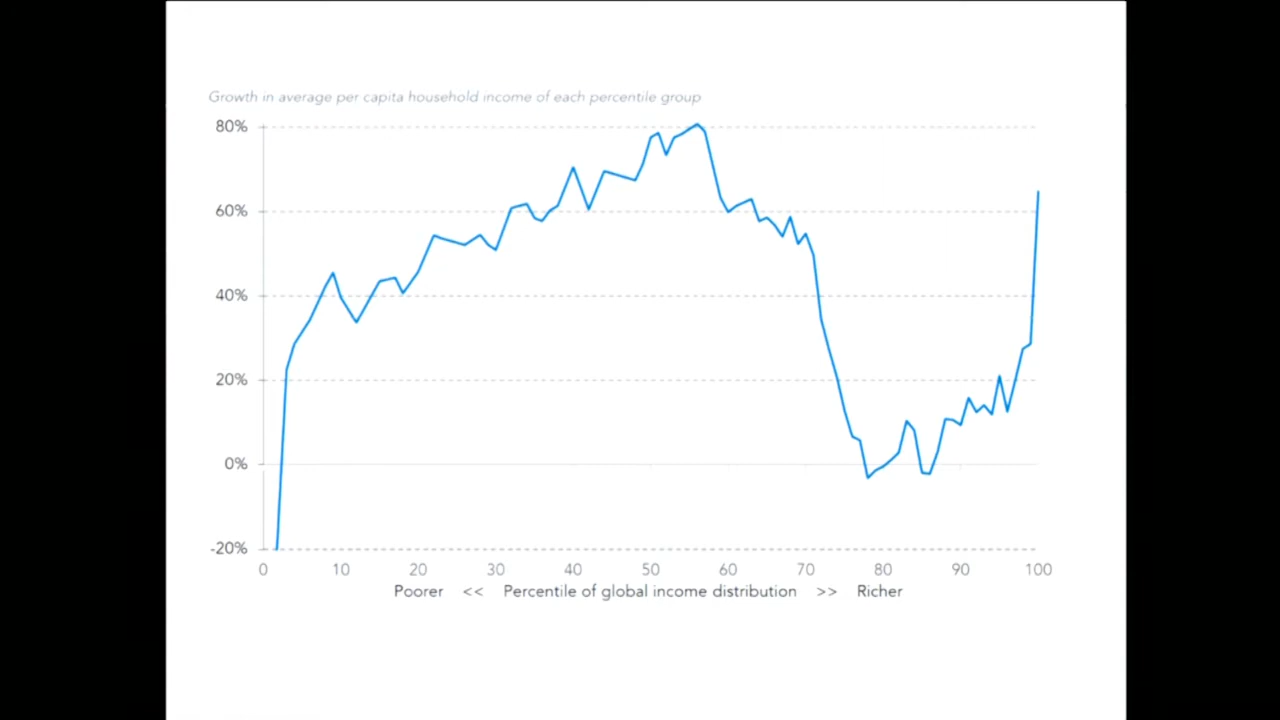 Growth in average per capita household income of each percentile group
80%
60%
40%
20%
0%
-20%
0 10 20 30 40 50 60 70 80 90 100
Poorer << Percentile of global income distribution >> Richer